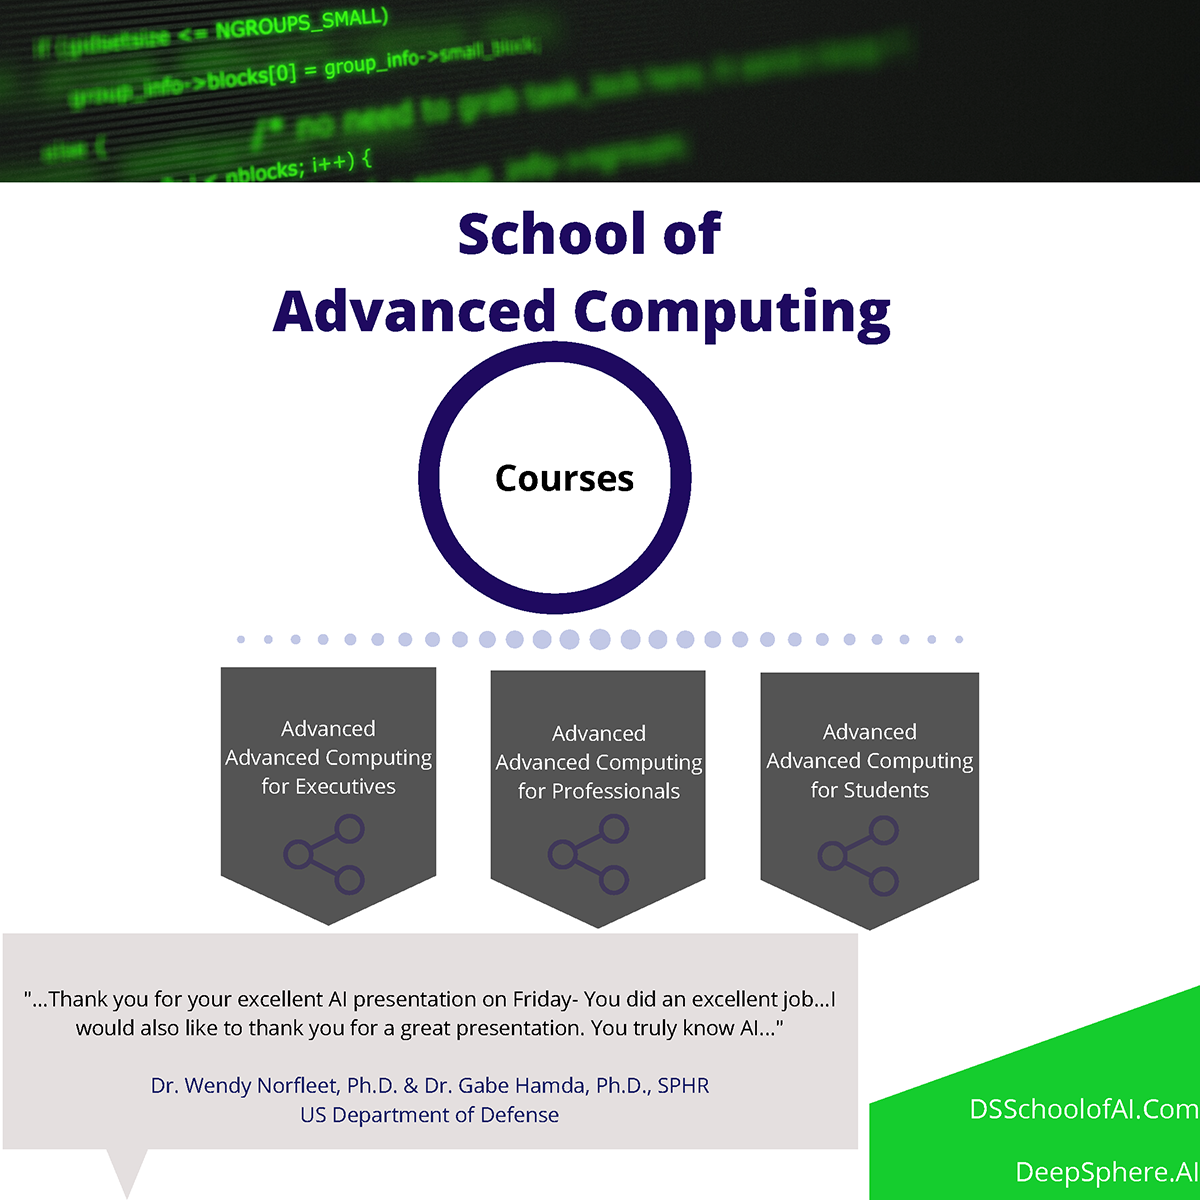 <= NGROUPS_SMALL)
group_info->blocks[0] = group_info->small_block;
/* no need to grab task_lock here;
else {
nblocks; i++) {
School of
Advanced Computing
Courses
Advanced
Advanced Computing
for Executives
Advanced
Advanced Computing
for Professionals
Advanced
Advanced Computing
for Students
"...Thank you for your excellent AI presentation on Friday- You did an excellent job...I
would also like to thank you for a great presentation. You truly know AI..."
Dr. Wendy Norfleet, Ph.D. & Dr. Gabe Hamda, Ph.D., SPHR
US Department of Defense
DSSchoolofAI.Com
DeepSphere.AI